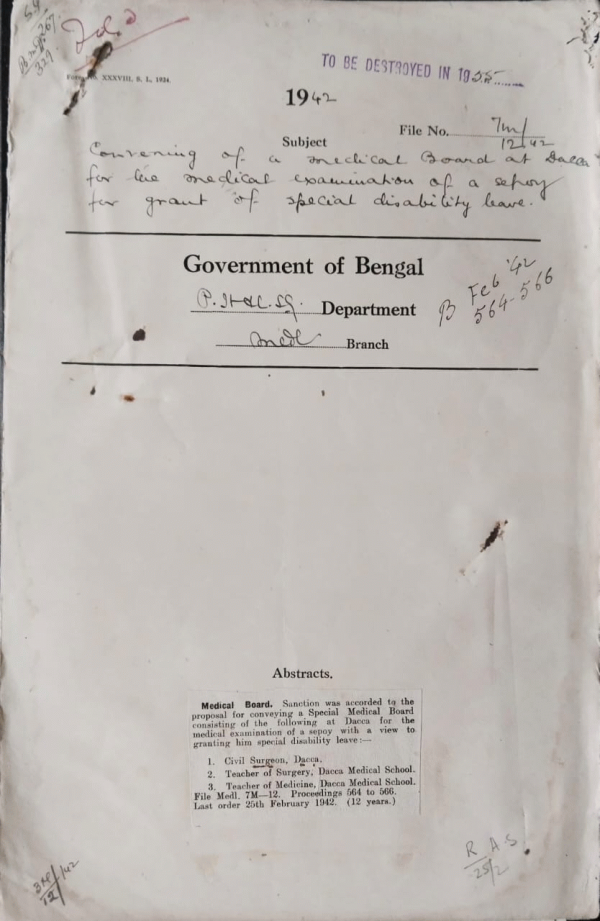 Form No. XXXVIII, S. L., 1934.
TO BE DESTROYED IN 1955
1942
File No. 7M/12/42
Subject
Convening of a medical Board at Dacca
for the medical examination of a sepoy
for grant of special disability leave.
Government of Bengal
P.H & L.S.G. Department
Medl Branch
B Feb '42
564-566
Abstracts.
Medical Board. Sanction was accorded to the
proposal for conveying a Special Medical Board
consisting of the following at Dacca for the
medical examination of a sepoy with a view to
granting him special disability leave:—
1. Civil Surgeon, Dacca.
2. Teacher of Surgery, Dacca Medical School.
3. Teacher of Medicine, Dacca Medical School.
File Medl. 7M—12. Proceedings 564 to 566.
Last order 25th February 1942. (12 years.)
R A S
25/2